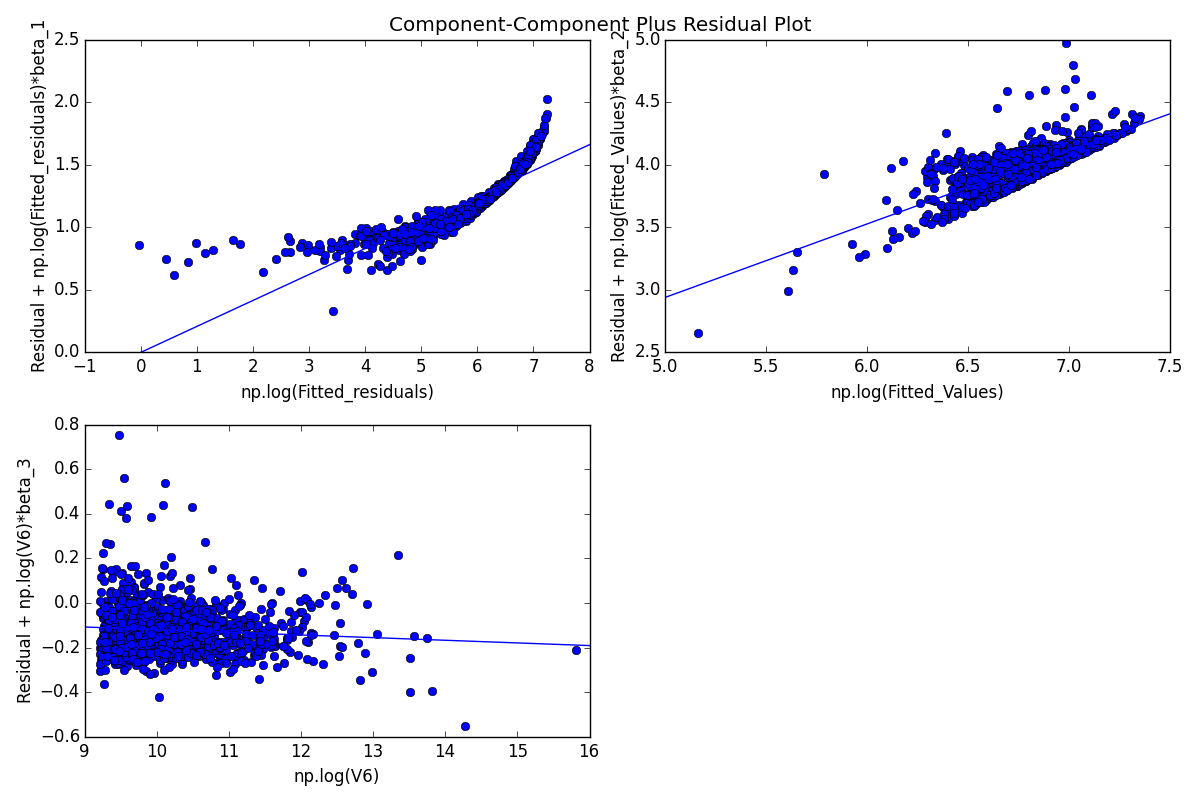 Component-Component Plus Residual Plot
Residual + np.log(Fitted_residuals)*beta_1
2.5
2.0
1.5
1.0
0.5
0.0
−1 0 1 2 3 4 5 6 7 8
np.log(Fitted_residuals)
Residual + np.log(Fitted_Values)*beta_2
5.0
4.5
4.0
3.5
3.0
2.5
5.0 5.5 6.0 6.5 7.0 7.5
np.log(Fitted_Values)
Residual + np.log(V6)*beta_3
0.8
0.6
0.4
0.2
0.0
−0.2
−0.4
−0.6
9 10 11 12 13 14 15 16
np.log(V6)